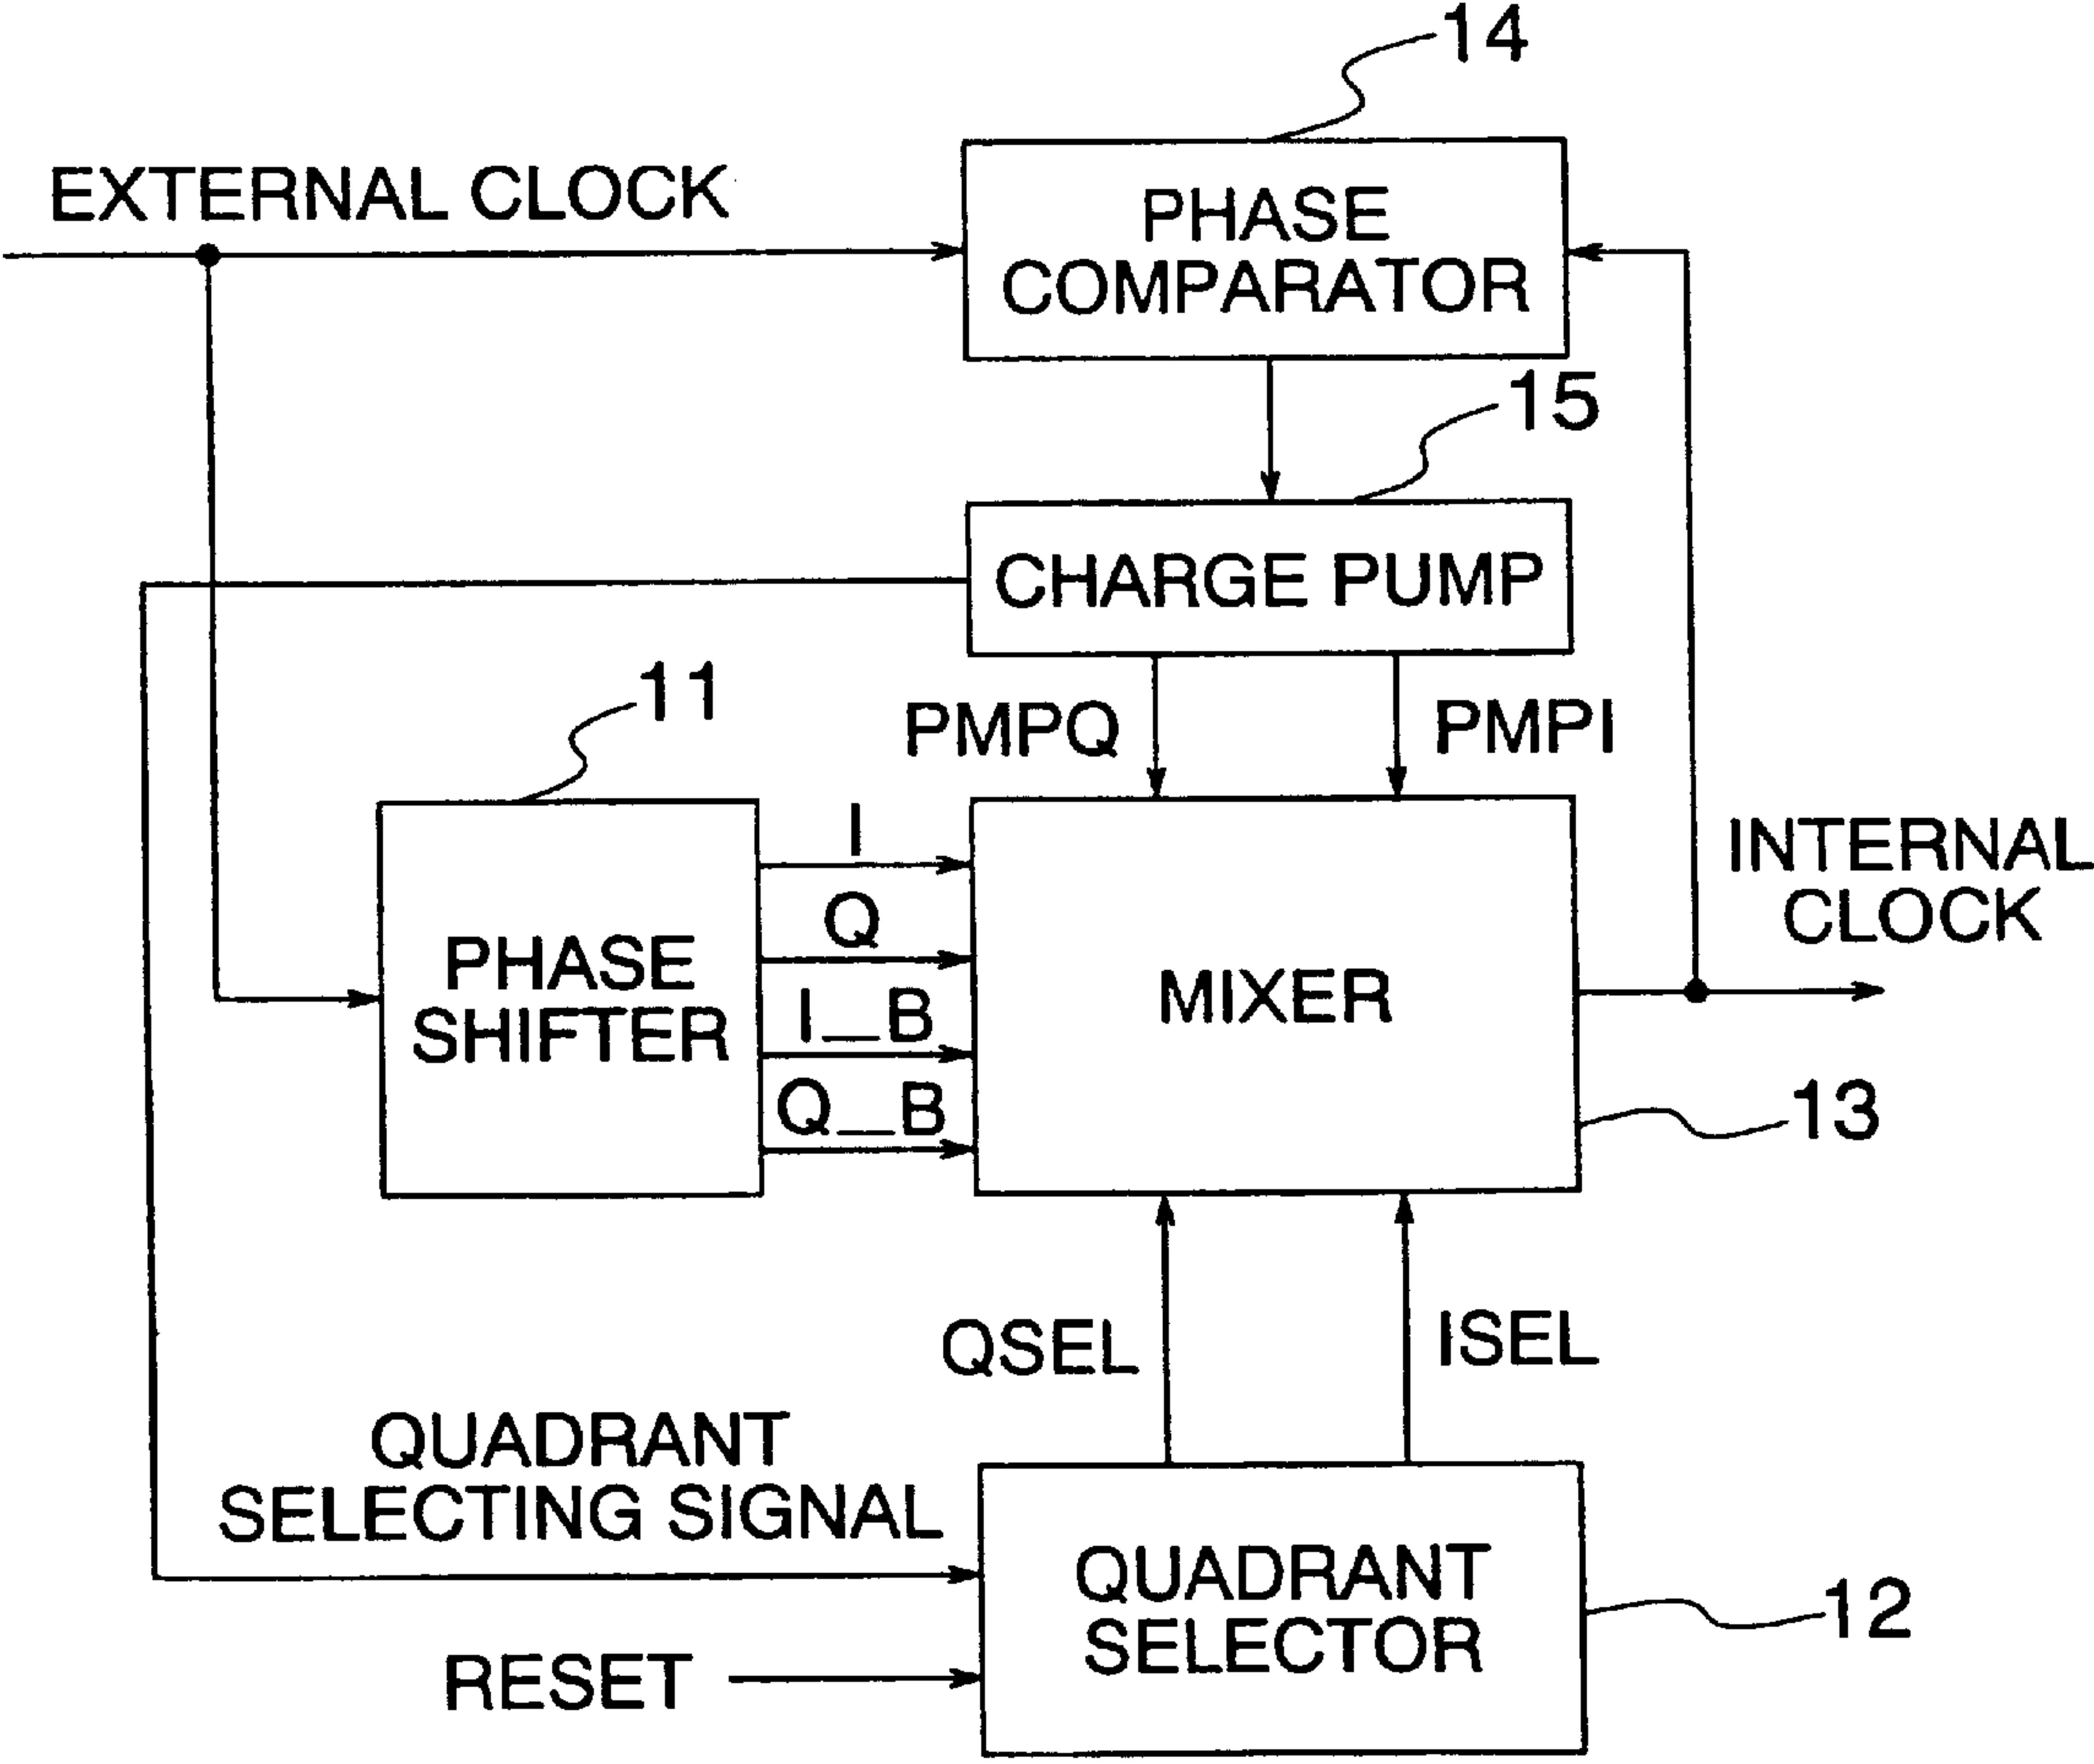 14
EXTERNAL CLOCK
PHASE
COMPARATOR
15
CHARGE PUMP
11
PMPQ
PMPI
I
Q
I_B
Q_B
PHASE
SHIFTER
MIXER
INTERNAL
CLOCK
13
QSEL
ISEL
QUADRANT
SELECTING SIGNAL
QUADRANT
SELECTOR
12
RESET